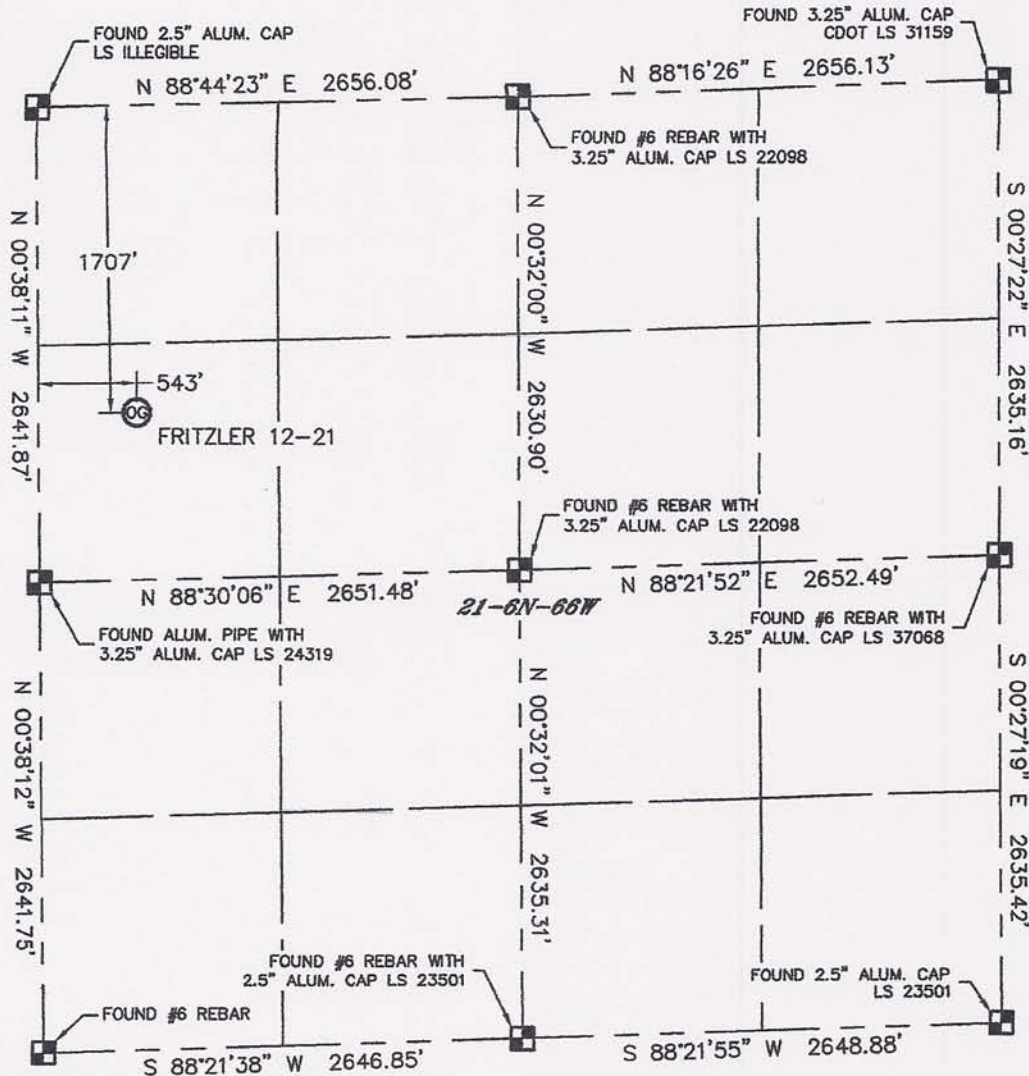 FOUND 2.5" ALUM. CAP
LS ILLEGIBLE
FOUND 3.25" ALUM. CAP
CDOT LS 31159
N 88°44'23" E 2656.08'
N 88°16'26" E 2656.13'
FOUND #6 REBAR WITH
3.25" ALUM. CAP LS 22098
N 00°38'11" W 2641.87'
1707'
N 00°32'00" W 2630.90'
S 00°27'22" E 2635.16'
543'
OG
FRITZLER 12-21
FOUND #6 REBAR WITH
3.25" ALUM. CAP LS 22098
N 88°30'06" E 2651.48'
21-6N-66W
N 88°21'52" E 2652.49'
FOUND ALUM. PIPE WITH
3.25" ALUM. CAP LS 24319
FOUND #6 REBAR WITH
3.25" ALUM. CAP LS 37068
N 00°38'12" W 2641.75'
N 00°32'01" W 2635.31'
S 00°27'19" E 2635.42'
FOUND #6 REBAR WITH
2.5" ALUM. CAP LS 23501
FOUND 2.5" ALUM. CAP
LS 23501
FOUND #6 REBAR
S 88°21'38" W 2646.85'
S 88°21'55" W 2648.88'